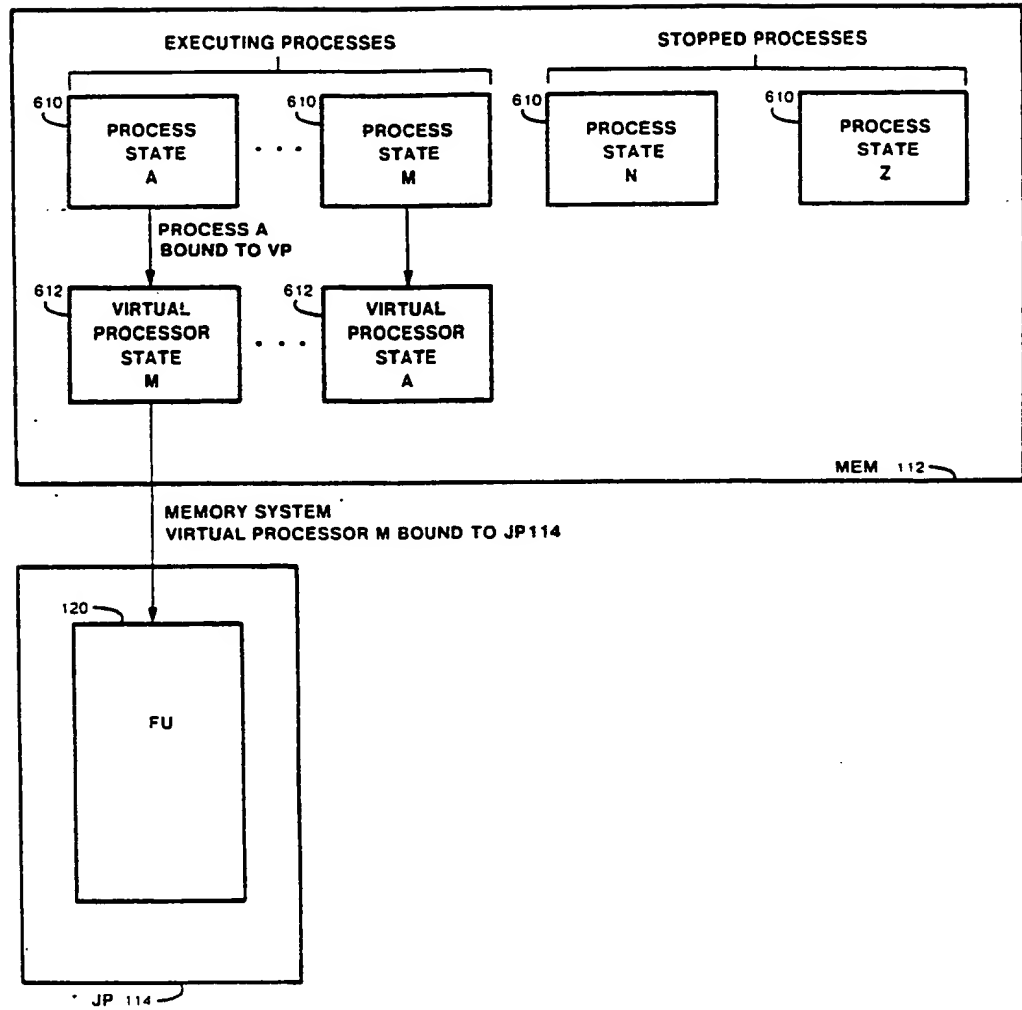 EXECUTING PROCESSES
STOPPED PROCESSES
610
PROCESS
STATE
A
. . .
610
PROCESS
STATE
M
610
PROCESS
STATE
N
610
PROCESS
STATE
Z
PROCESS A
BOUND TO VP
612
VIRTUAL
PROCESSOR
STATE
M
. . .
612
VIRTUAL
PROCESSOR
STATE
A
MEM 112
MEMORY SYSTEM
VIRTUAL PROCESSOR M BOUND TO JP114
120
FU
JP 114